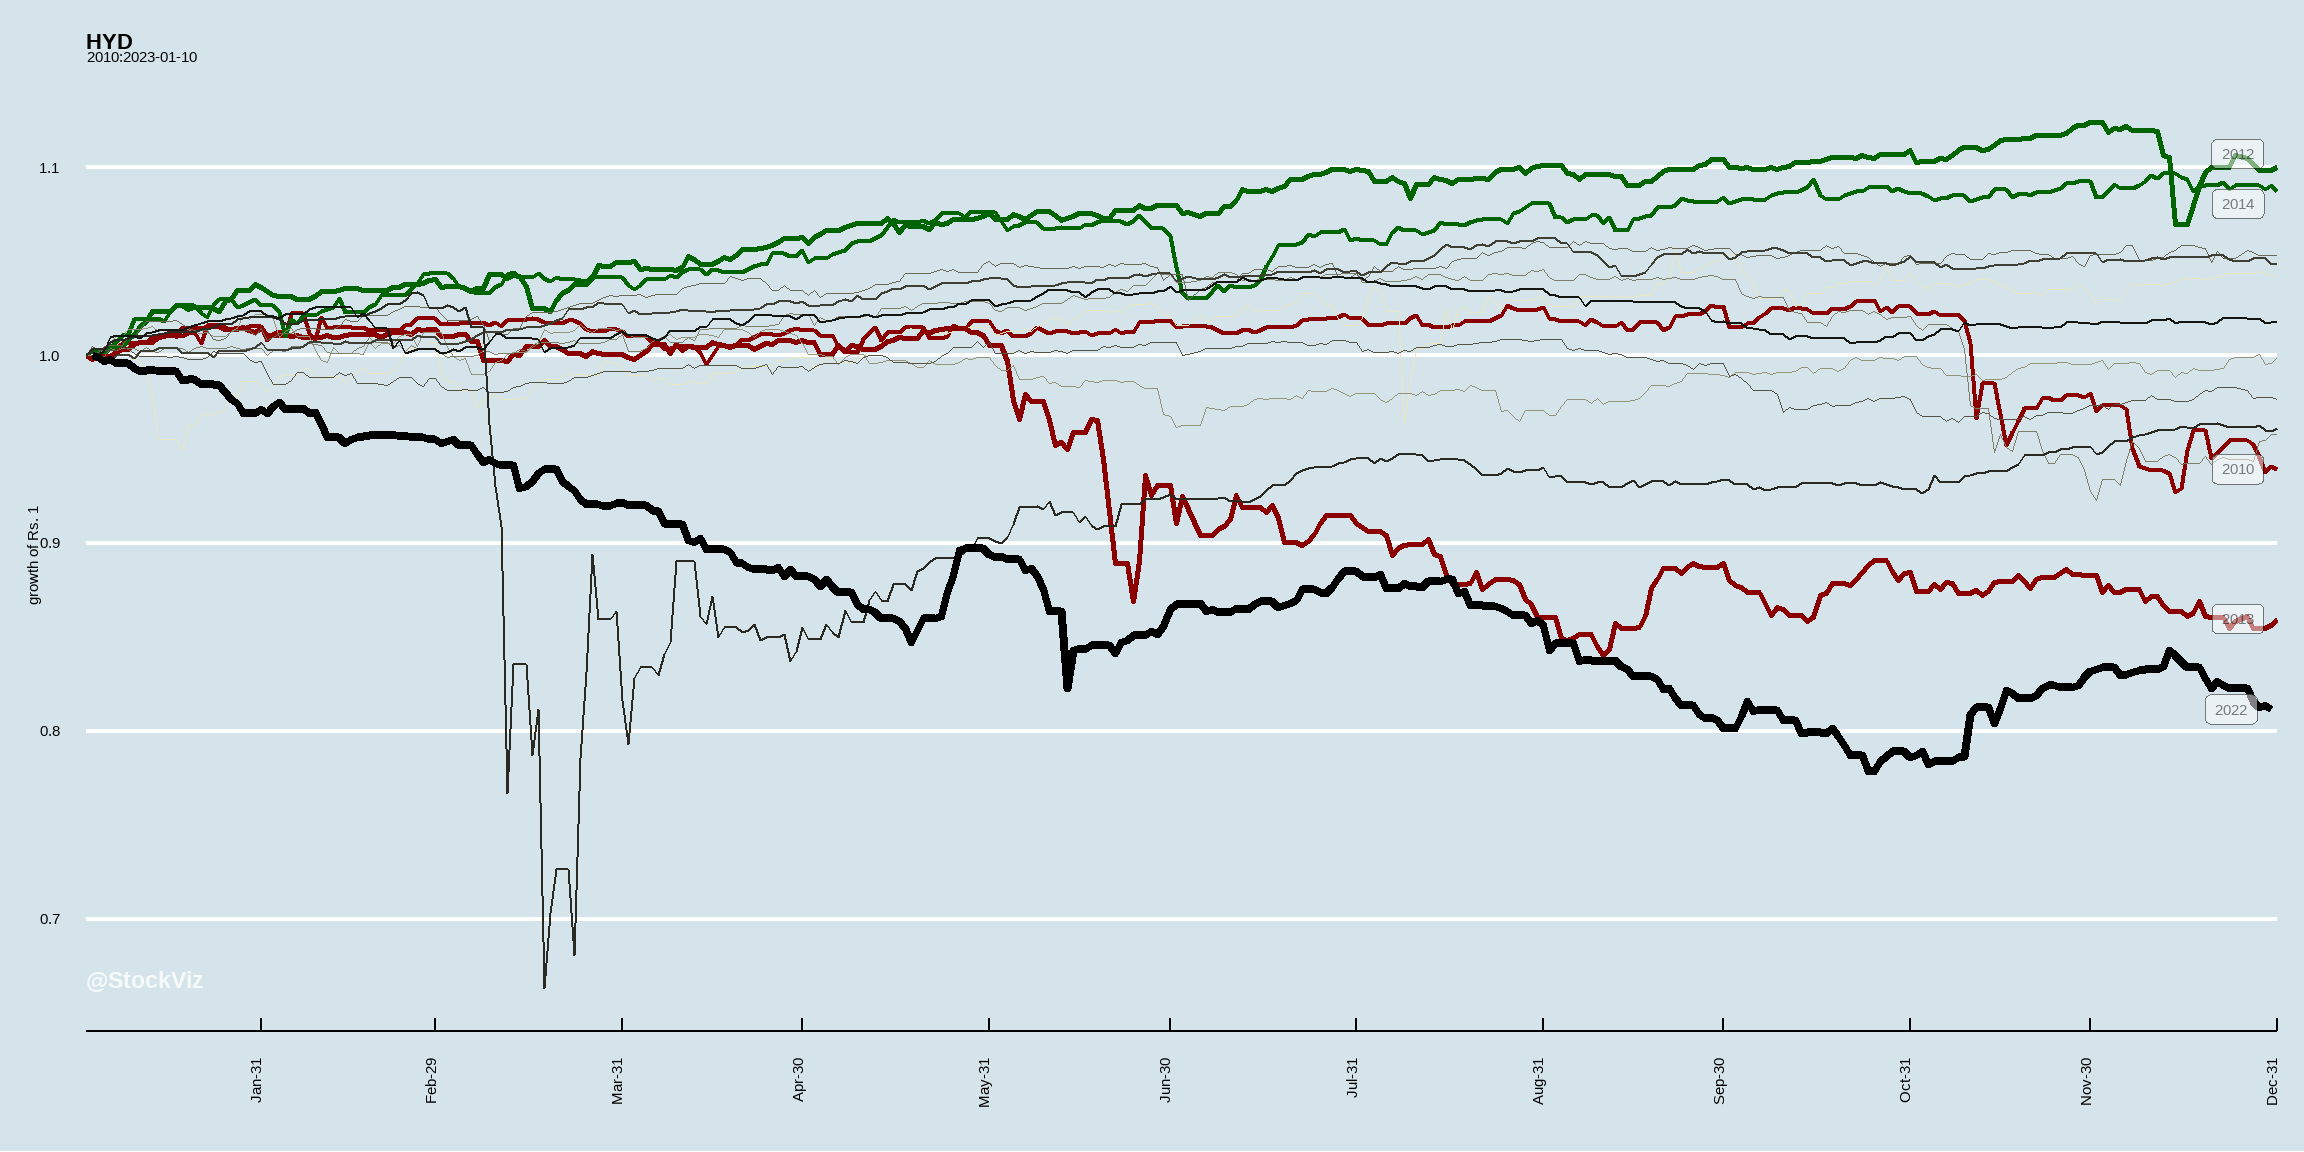 HYD
2010:2023-01-10
1.1
1.0
0.9
0.8
0.7
growth of Rs. 1
2012
2014
2010
2013
2022
@StockViz
Jan-31
Feb-29
Mar-31
Apr-30
May-31
Jun-30
Jul-31
Aug-31
Sep-30
Oct-31
Nov-30
Dec-31